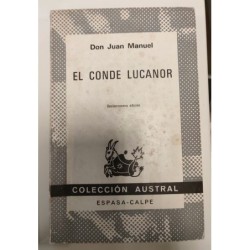 Don Juan Manuel
EL CONDE LUCANOR
COLECCIÓN AUSTRAL
ESPASA-CALPE